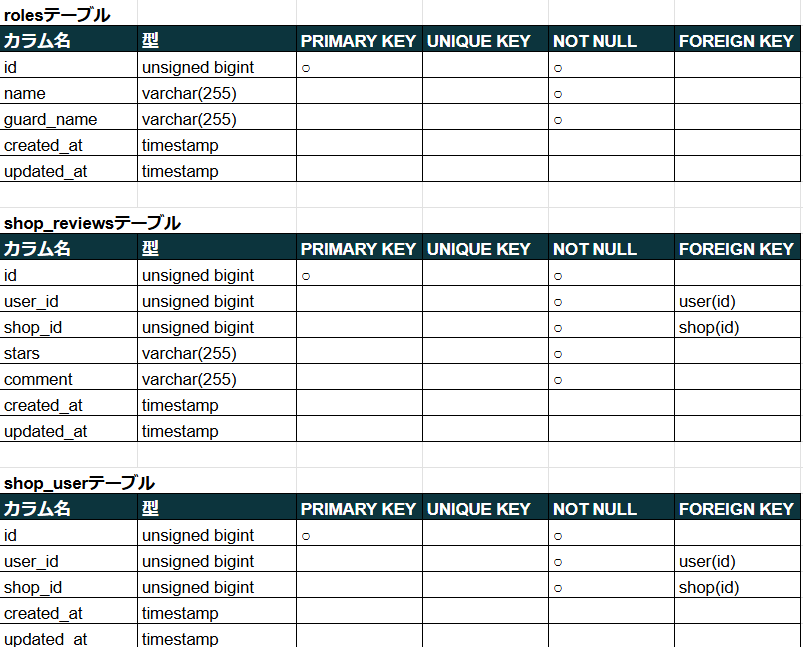 rolesテーブル
カラム名 型 PRIMARY KEY UNIQUE KEY NOT NULL FOREIGN KEY
id unsigned bigint ○ ○
name varchar(255) ○
guard_name varchar(255) ○
created_at timestamp
updated_at timestamp
shop_reviewsテーブル
カラム名 型 PRIMARY KEY UNIQUE KEY NOT NULL FOREIGN KEY
id unsigned bigint ○ ○
user_id unsigned bigint ○ user(id)
shop_id unsigned bigint ○ shop(id)
stars varchar(255) ○
comment varchar(255) ○
created_at timestamp
updated_at timestamp
shop_userテーブル
カラム名 型 PRIMARY KEY UNIQUE KEY NOT NULL FOREIGN KEY
id unsigned bigint ○ ○
user_id unsigned bigint ○ user(id)
shop_id unsigned bigint ○ shop(id)
created_at timestamp
updated_at timestamp